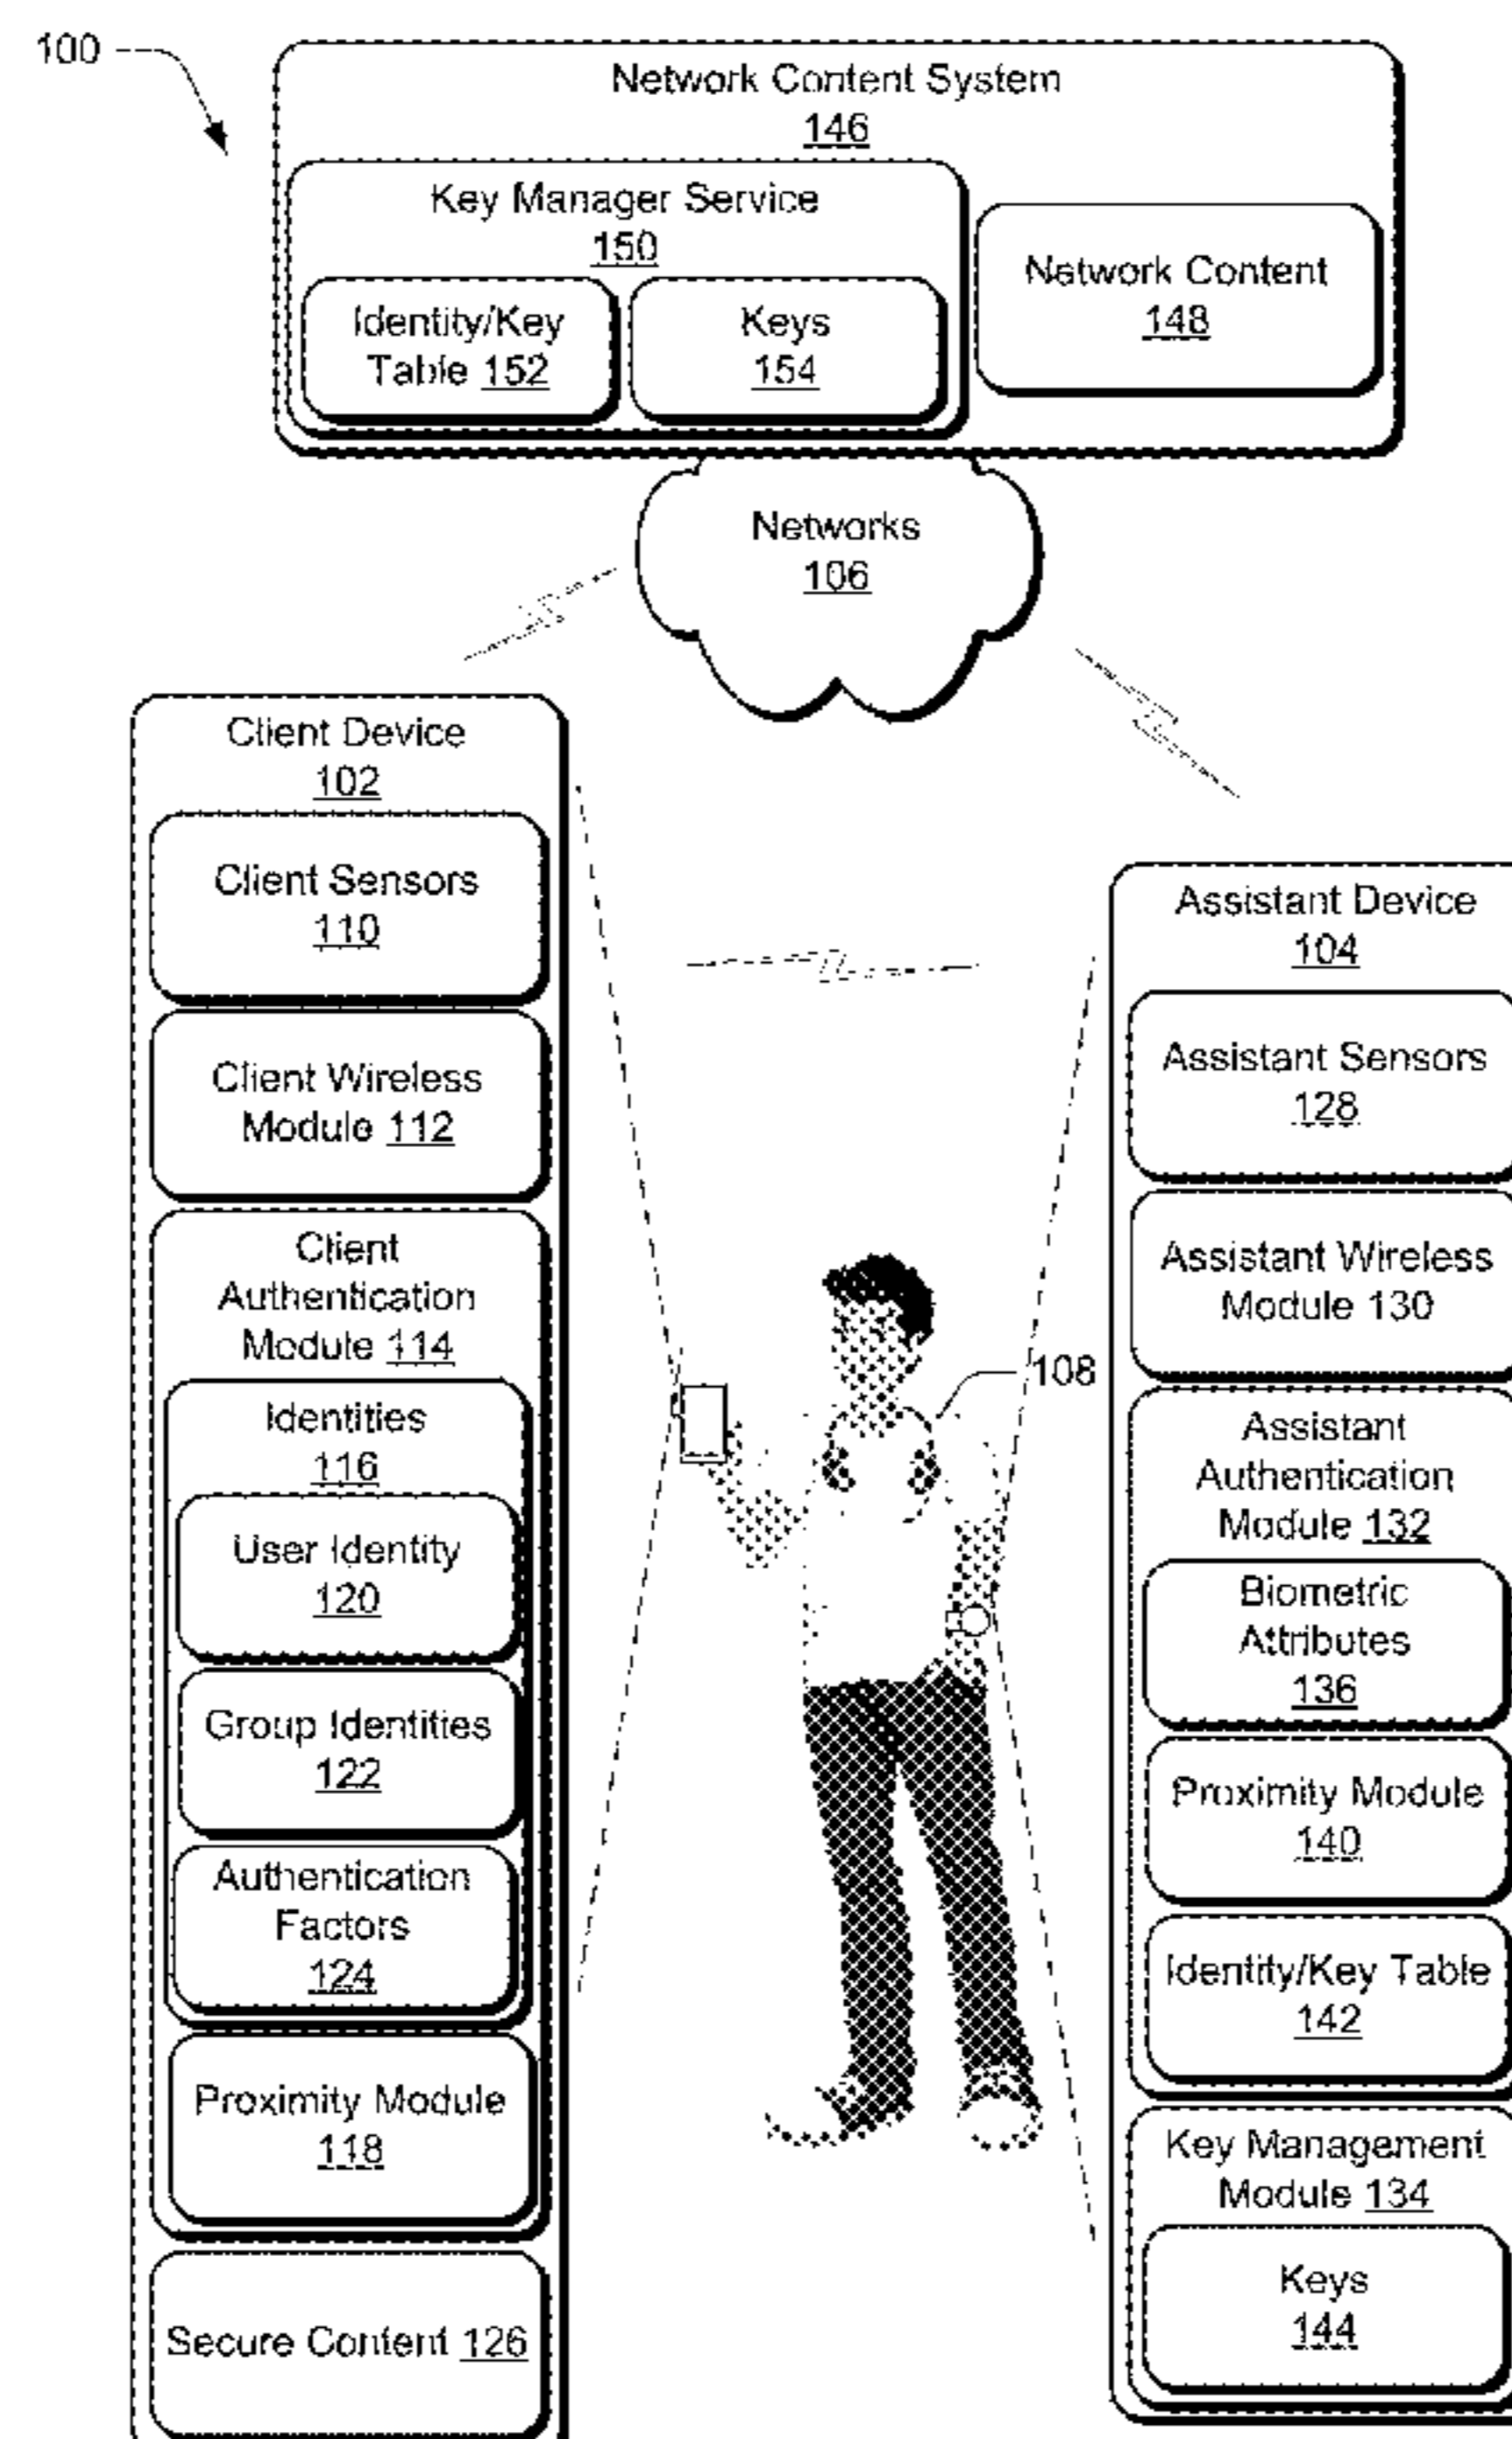 100
Network Content System
146
Key Manager Service
150
Identity/Key
Table 152
Keys
154
Network Content
148
Networks
106
Client Device
102
Client Sensors
110
Client Wireless
Module 112
Client
Authentication
Module 114
Identities
116
User Identity
120
Group Identities
122
Authentication
Factors
124
Proximity Module
118
Secure Content 126
108
Assistant Device
104
Assistant Sensors
128
Assistant Wireless
Module 130
Assistant
Authentication
Module 132
Biometric
Attributes
136
Proximity Module
140
Identity/Key Table
142
Key Management
Module 134
Keys
144